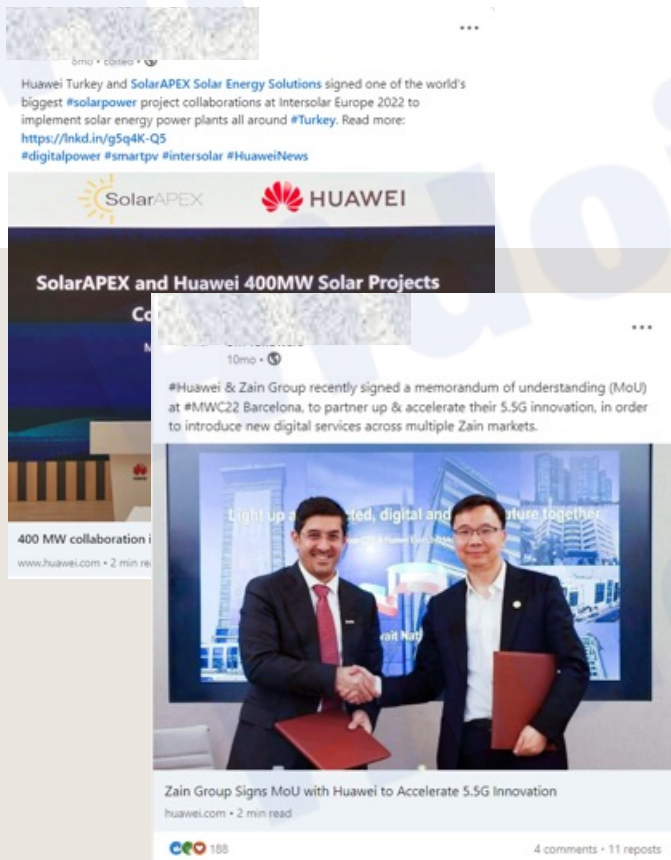 6mo • Edited •
Huawei Turkey and SolarAPEX Solar Energy Solutions signed one of the world's
biggest #solarpower project collaborations at Intersolar Europe 2022 to
implement solar energy power plants all around #Turkey. Read more:
https://lnkd.in/g5q4K-Q5
#digitalpower #smartpv #intersolar #HuaweiNews
SolarAPEX
HUAWEI
SolarAPEX and Huawei 400MW Solar Projects
Co
M
400 MW collaboration i
www.huawei.com • 2 min re
10mo •
#Huawei & Zain Group recently signed a memorandum of understanding (MoU)
at #MWC22 Barcelona, to partner up & accelerate their 5.5G innovation, in order
to introduce new digital services across multiple Zain markets.
Light up a ted, digital and uture together
wait Nat
Zain Group Signs MoU with Huawei to Accelerate 5.5G Innovation
huawei.com • 2 min read
188
4 comments • 11 reposts